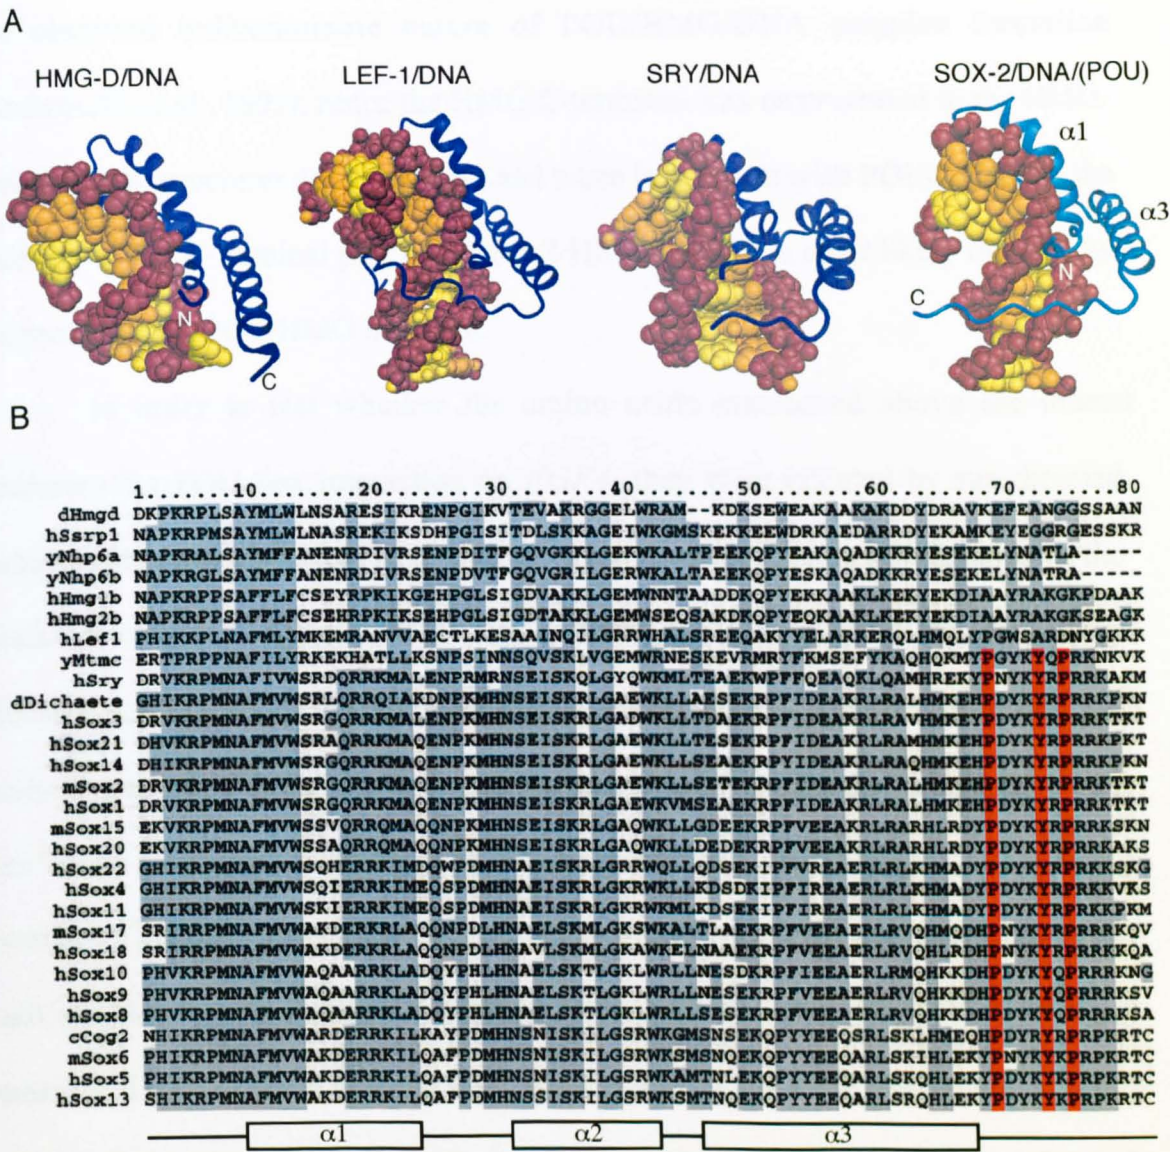 A
HMG-D/DNA
LEF-1/DNA
SRY/DNA
SOX-2/DNA/(POU)
α1
α3
N
C
N
C
B
1........10........20........30........40........50........60........70........80
dHmgd DKPKRPLSAYMLWLNSARESIKRENPGIKVTEVAKRGGELWRAM--KDKSEWEAKAAKAKDDYDRAVKEFEANGGSSAAN
hSsrp1 NAPKRPMSAYMLWLNASREKIKSDHPGISITDLSKKAGEIWKGMSKEKKEEWDRKAEDARRDYEKAMKEYEGGRGESSKR
yNhp6a NAPKRALSAYMFFANENRDIVRSENPDITFGQVGKKLGEKWKALTPEEKQPYEAKAQADKKRYESEKELYNATLA-----
yNhp6b NAPKRGLSAYMFFANENRDIVRSENPDVTFGQVGRILGERWKALTAEEKQPYESKAQADKKRYESEKELYNATRA-----
hHmg1b NAPKRPPSAFFLFCSEYRPKIKGEHPGLSIGDVAKKLGEMWNNTAADDKQPYEKKAAKLKEKYEKDIAAYRAKGKPDAAK
hHmg2b NAPKRPPSAFFLFCSEHRPKIKSEHPGLSIGDTAKKLGEMWSEQSAKDKQPYEQKAAKLKEKYEKDIAAYRAKGKSEAGK
hLef1 PHIKKPLNAFMLYMKEMRANVVAECTLKESAAINQILGRRWHALSREEQAKYYELARKERQLHMQLYPGWSARDNYGKKK
yMtmc ERTPRPPNAFILYRKEKHATLLKSNPSINNSQVSKLVGEMWRNESKEVRMRYFKMSEFYKAQHQKMYPGYKYQPRKNKVK
hSry DRVKRPMNAFIVWSRDQRRKMALENPRMRNSEISKQLGYQWKMLTEAEKWPFFQEAQKLQAMHREKYPNYKYRPRRKAKM
dDichaete GHIKRPMNAFMVWSRLQRRQIAKDNPKMHNSEISKRLGAEWKLLAESEKRPFIDEAKRLRALHMKEHPDYKYRPRRKPKN
hSox3 DRVKRPMNAFMVWSRGQRRKMALENPKMHNSEISKRLGADWKLLTDAEKRPFIDEAKRLRAVHMKEYPDYKYRPRRKTKT
hSox21 DHVKRPMNAFMVWSRAQRRKMAQENPKMHNSEISKRLGAEWKLLTESEKRPFIDEAKRLRAMHMKEHPDYKYRPRRKPKT
hSox14 DHIKRPMNAFMVWSRGQRRKMAQENPKMHNSEISKRLGAEWKLLSEAEKRPYIDEAKRLRAQHMKEHPDYKYRPRRKPKN
mSox2 DRVKRPMNAFMVWSRGQRRKMAQENPKMHNSEISKRLGAEWKLLSETEKRPFIDEAKRLRALHMKEHPDYKYRPRRKTKT
hSox1 DRVKRPMNAFMVWSRGQRRKMAQENPKMHNSEISKRLGAEWKVMSEAEKRPFIDEAKRLRALHMKEHPDYKYRPRRKTKT
mSox15 EKVKRPMNAFMVWSSVQRRQMAQQNPKMHNSEISKRLGAQWKLLGDEEKRPFVEEAKRLRARHLRDYPDYKYRPRRKSKN
hSox20 EKVKRPMNAFMVWSSAQRRQMAQQNPKMHNSEISKRLGAQWKLLDEDEKRPFVEEAKRLRARHLRDYPDYKYRPRRKAKS
hSox22 GHIKRPMNAFMVWSQHERRKIMDQWPDMHNAEISKRLGRRWQLLQDSEKIPFVREAERLRLKHMADYPDYKYRPRKKSKG
hSox4 GHIKRPMNAFMVWSQIERRKIMEQSPDMHNAEISKRLGKRWKLLKDSDKIPFIREAERLRLKHMADYPDYKYRPRKKVKS
hSox11 GHIKRPMNAFMVWSKIERRKIMEQSPDMHNAEISKRLGKRWKMLKDSEKIPFIREAERLRLKHMADYPDYKYRPRKKPKM
mSox17 SRIRRPMNAFMVWAKDERKRLAQQNPDLHNAELSKMLGKSWKALTLAEKRPFVEEAERLRVQHMQDHPNYKYRPRRRKQV
hSox18 SRIRRPMNAFMVWAKDERKRLAQQNPDLHNAVLSKMLGKAWKELNAAEKRPFVEEAERLRVQHLRDHPNYKYRPRRKKQA
hSox10 PHVKRPMNAFMVWAQAARRKLADQYPHLHNAELSKTLGKLWRLLNESDKRPFIEEAERLRMQHKKDHPDYKYQPRRRKNG
hSox9 PHVKRPMNAFMVWAQAARRKLADQYPHLHNAELSKTLGKLWRLLNESEKRPFVEEAERLRVQHKKDHPDYKYQPRRRKSV
hSox8 PHVKRPMNAFMVWAQAARRKLADQYPHLHNAELSKTLGKLWRLLSESEKRPFVEEAERLRVQHKKDHPDYKYQPRRRKSA
cCog2 NHIKRPMNAFMVWARDERRKILKAYPDMHNSNISKILGSRWKGMSNSEKQPYYEEQSRLSKLHMEQHPDYRYRPRPKRTC
mSox6 PHIKRPMNAFMVWAKDERRKILQAFPDMHNSNISKILGSRWKSMSNQEKQPYYEEQARLSKIHLEKYPNYKYKPRPKRTC
hSox5 PHIKRPMNAFMVWAKDERRKILQAFPDMHNSNISKILGSRWKAMTNLEKQPYYEEQARLSKQHLEKYPDYKYKPRPKRTC
hSox13 SHIKRPMNAFMVWAKDERRKILQAFPDMHNSSISKILGSRWKSMTNQEKQPYYEEQARLSRQHLEKYPDYKYKPRPKRTC
α1
α2
α3